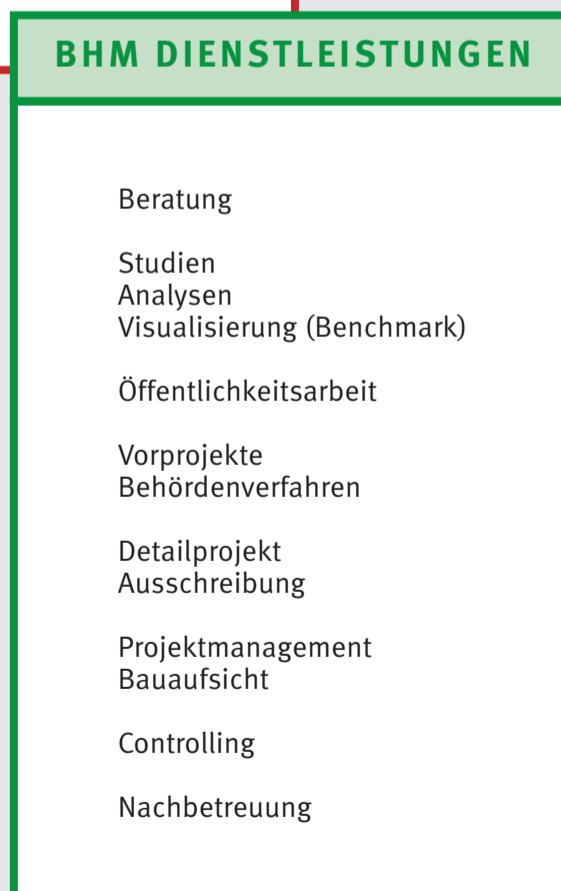 BHM DIENSTLEISTUNGEN
Beratung
Studien
Analysen
Visualisierung (Benchmark)
Öffentlichkeitsarbeit
Vorprojekte
Behördenverfahren
Detailprojekt
Ausschreibung
Projektmanagement
Bauaufsicht
Controlling
Nachbetreuung